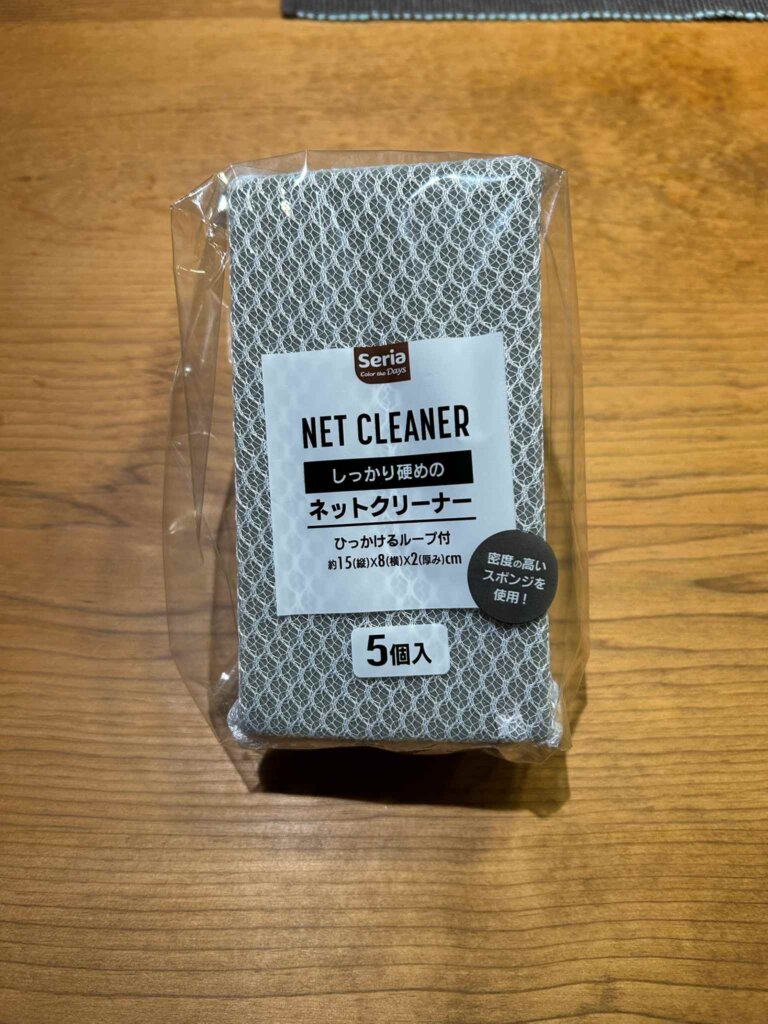 Seria
Color the Days
NET CLEANER
しっかり硬めの
ネットクリーナー
ひっかけるループ付
約15(縦)X8(横)X2(厚み)cm
密度の高い
スポンジを
使用!
5個入